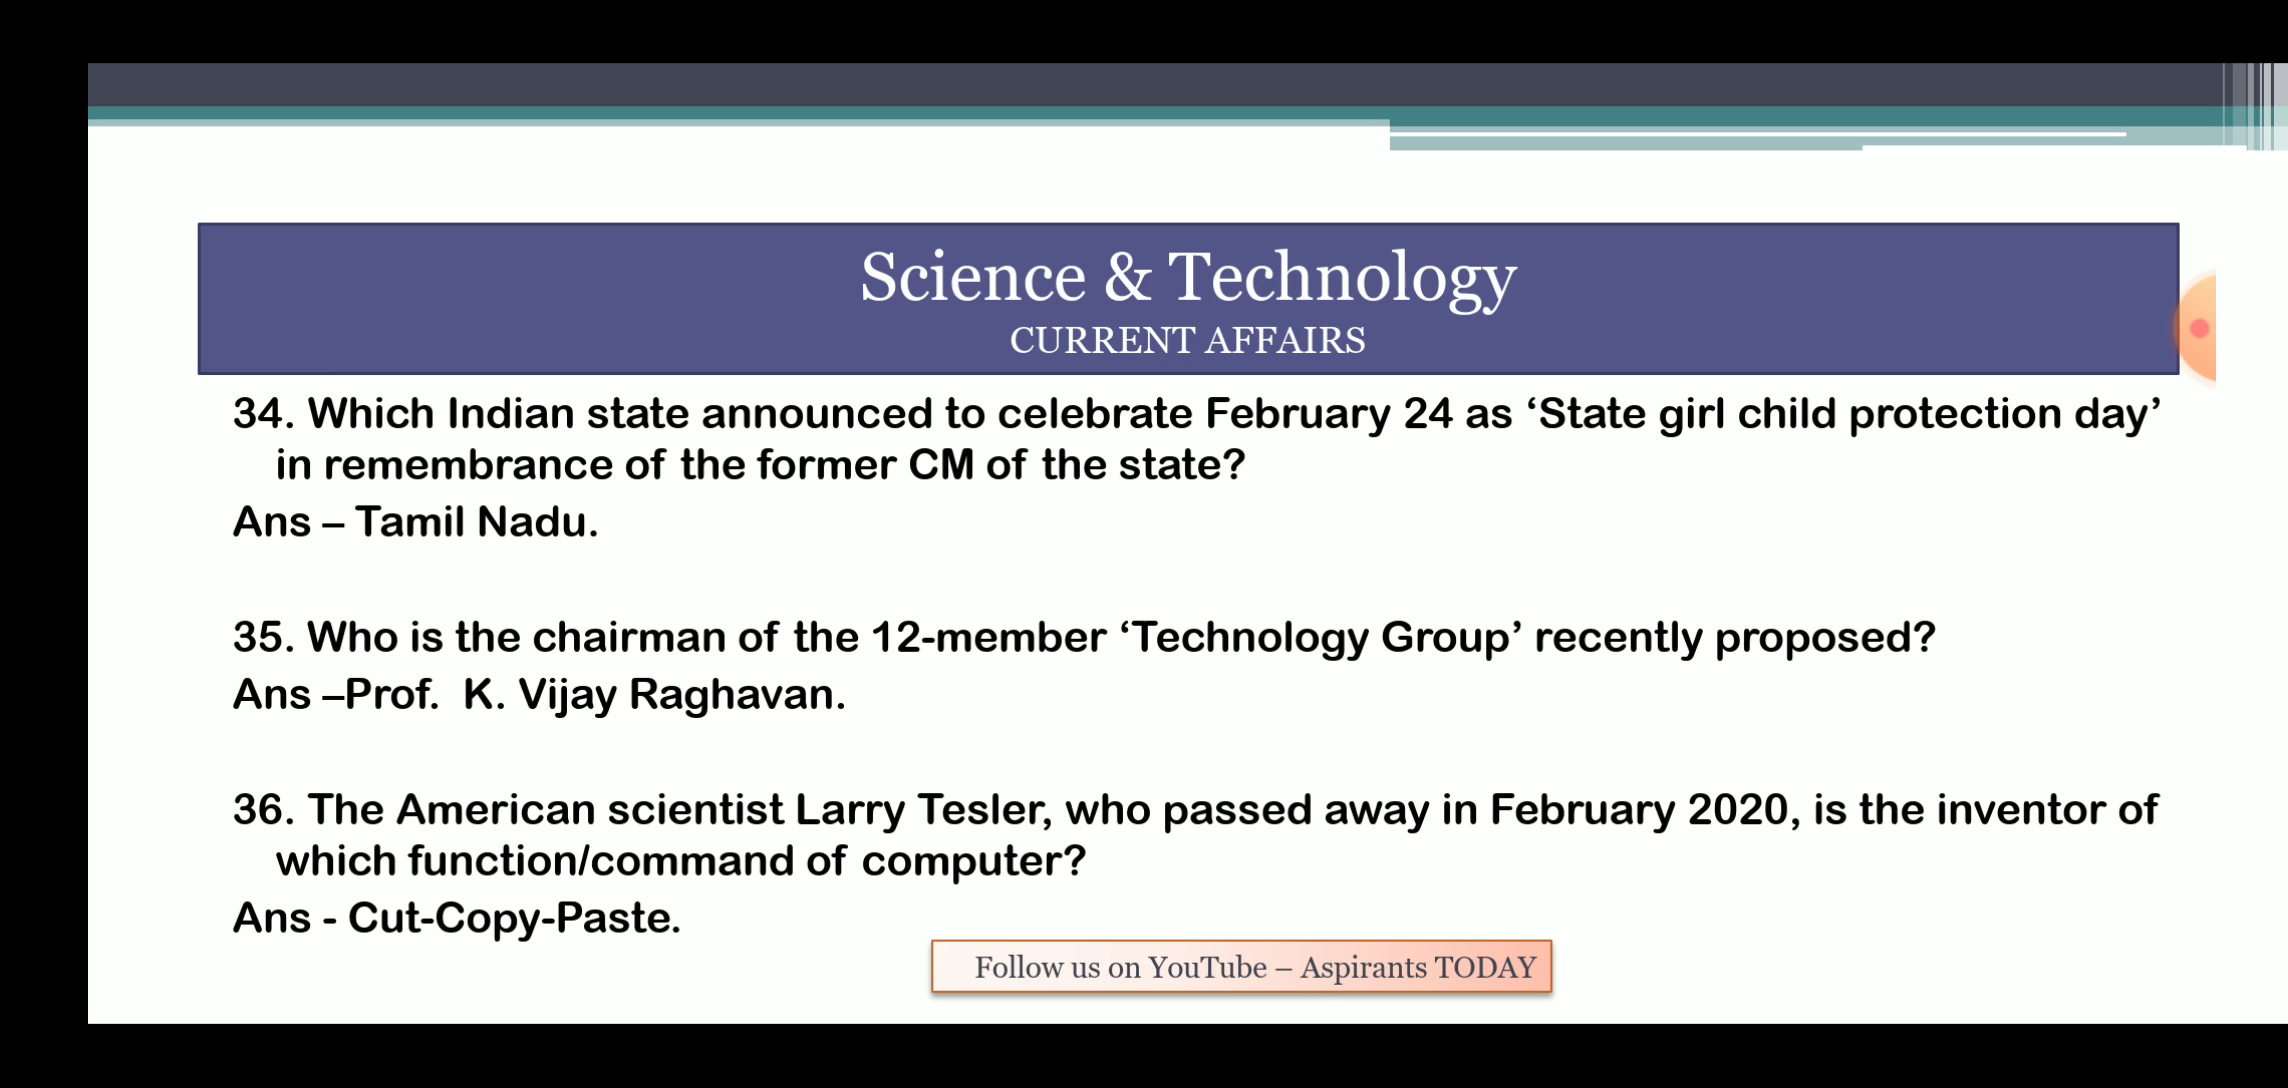 Science & Technology
CURRENT AFFAIRS
34. Which Indian state announced to celebrate February 24 as ‘State girl child protection day’
in remembrance of the former CM of the state?
Ans – Tamil Nadu.
35. Who is the chairman of the 12-member ‘Technology Group’ recently proposed?
Ans –Prof.  K. Vijay Raghavan.
36. The American scientist Larry Tesler, who passed away in February 2020, is the inventor of
which function/command of computer?
Ans - Cut-Copy-Paste.
Follow us on YouTube – Aspirants TODAY